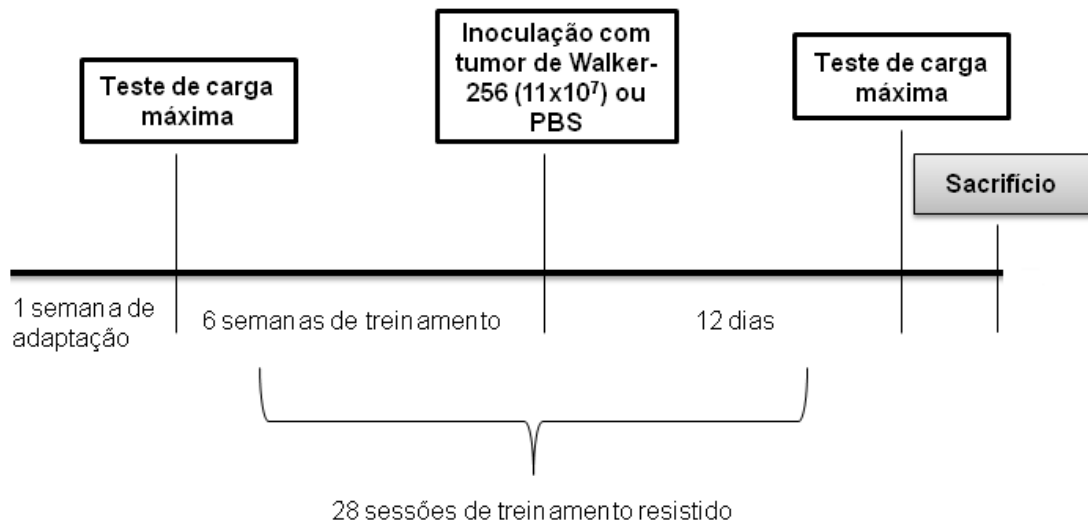 Teste de carga
máxima
Inoculação com
tumor de Walker-
256 (11x10⁷) ou
PBS
Teste de carga
máxima
Sacrifício
1 semana de
adaptação
6 semanas de treinamento
12 dias
28 sessões de treinamento resistido